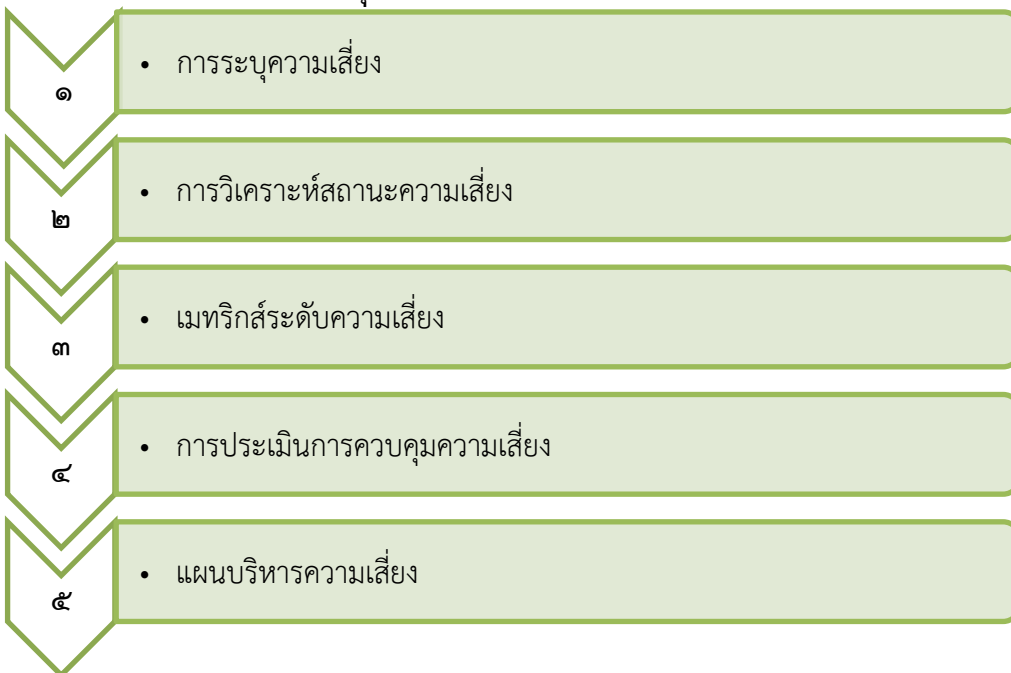 ๑
• การระบุความเสี่ยง
๒
• การวิเคราะห์สถานะความเสี่ยง
๓
• เมทริกส์ระดับความเสี่ยง
๔
• การประเมินการควบคุมความเสี่ยง
๕
• แผนบริหารความเสี่ยง